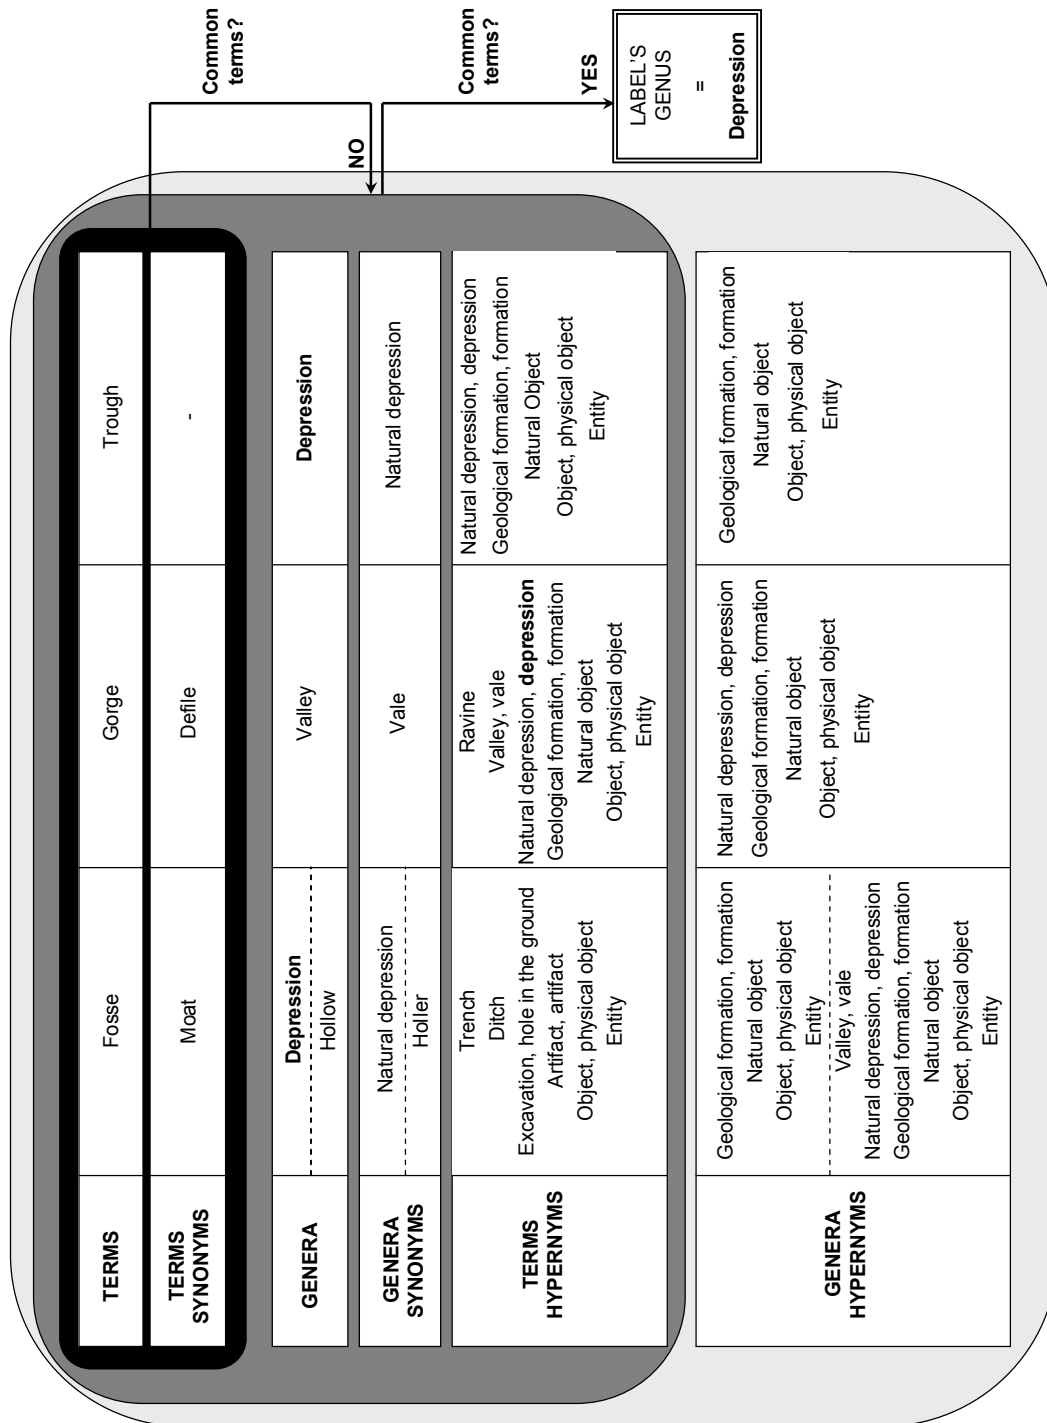 TERMS
Fosse
Gorge
Trough
TERMS
SYNONYMS
Moat
Defile
-
Common
terms?
NO
GENERA
Depression
Hollow
Valley
Depression
GENERA
SYNONYMS
Natural depression
Holler
Vale
Natural depression
TERMS
HYPERNYMS
Trench
Ditch
Excavation, hole in the ground
Artifact, artifact
Object, physical object
Entity
Ravine
Valley, vale
Natural depression, depression
Geological formation, formation
Natural object
Object, physical object
Entity
Natural depression, depression
Geological formation, formation
Natural Object
Object, physical object
Entity
Common
terms?
YES
LABEL'S
GENUS
=
Depression
GENERA
HYPERNYMS
Geological formation, formation
Natural object
Object, physical object
Entity
Valley, vale
Natural depression, depression
Geological formation, formation
Natural object
Object, physical object
Entity
Natural depression, depression
Geological formation, formation
Natural object
Object, physical object
Entity
Geological formation, formation
Natural object
Object, physical object
Entity